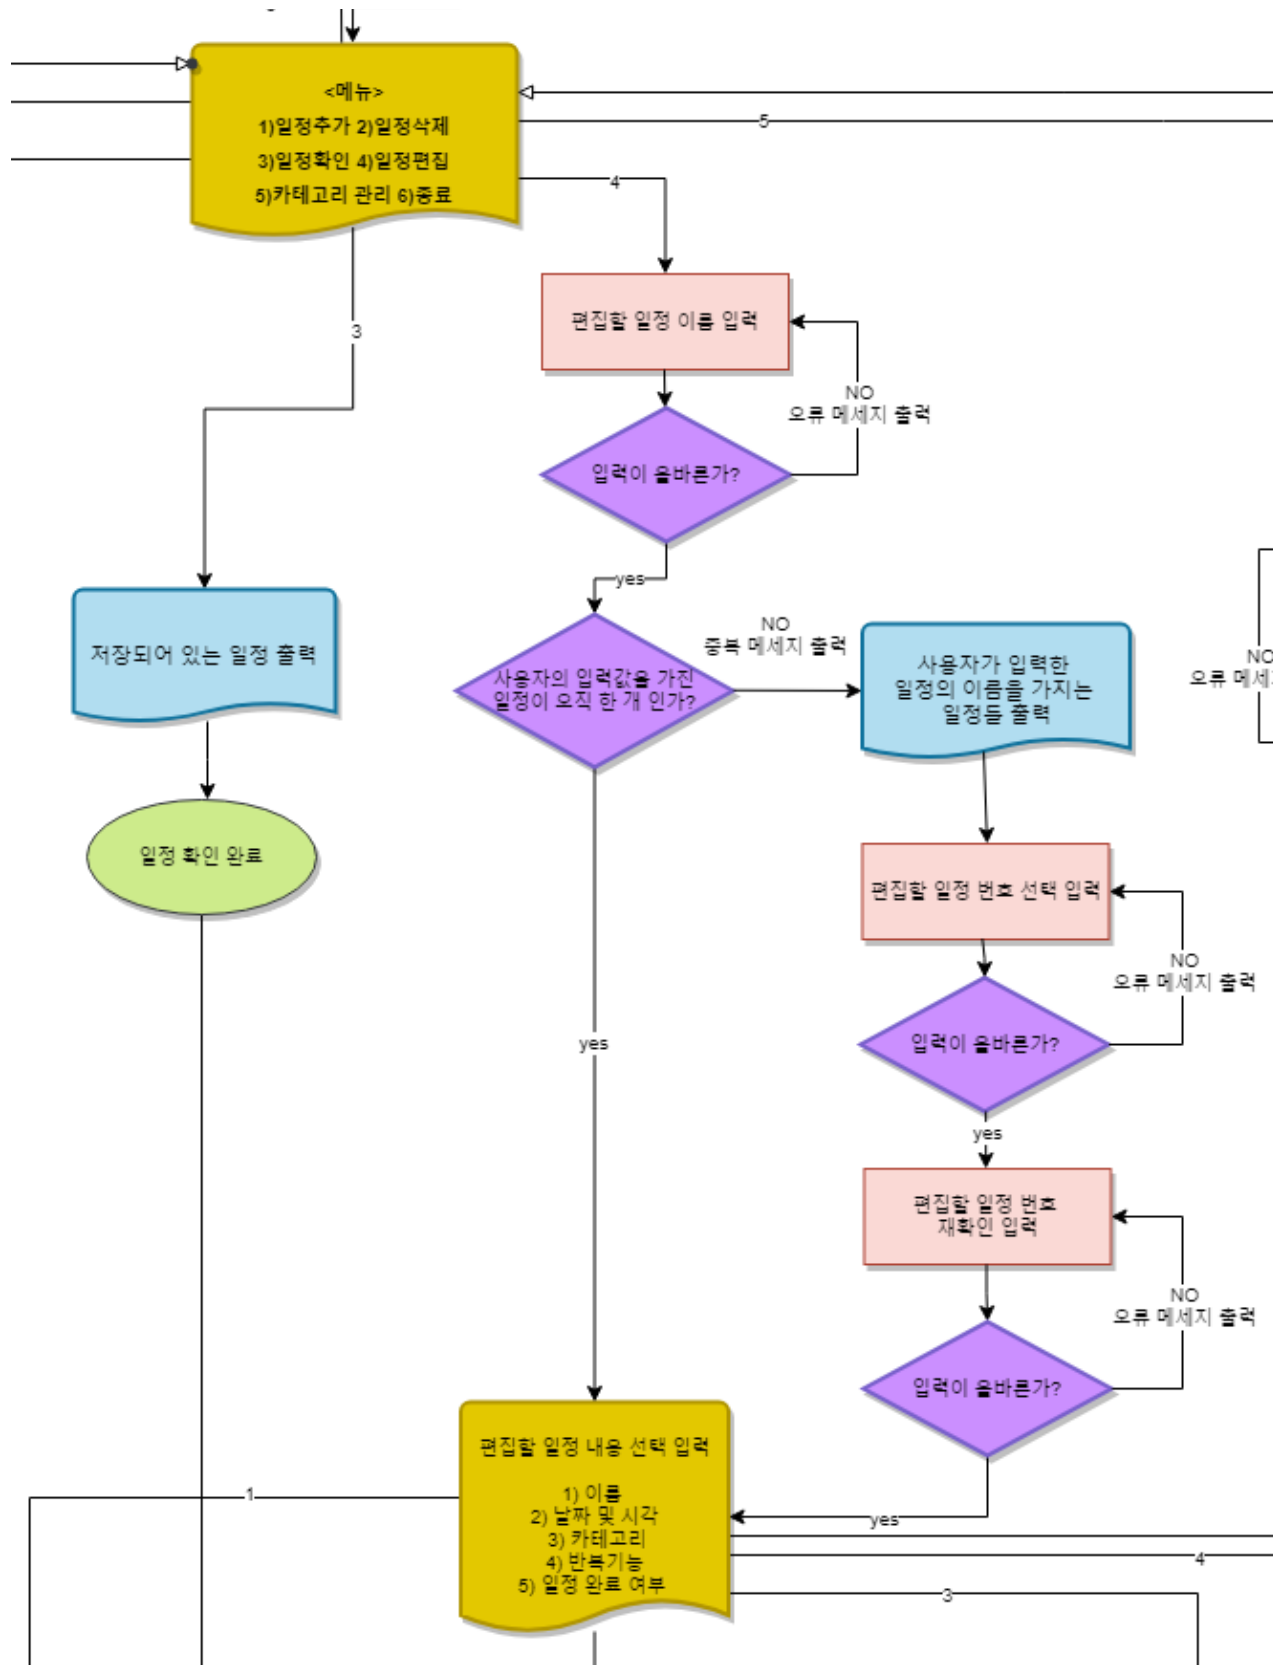 <메뉴>
1)일정추가 2)일정삭제
3)일정확인 4)일정편집
5)카테고리 관리 6)종료
5
4
3
편집할 일정 이름 입력
NO
오류 메세지 출력
입력이 올바른가?
yes
저장되어 있는 일정 출력
사용자의 입력값을 가진
일정이 오직 한 개 인가?
NO
중복 메세지 출력
사용자가 입력한
일정의 이름을 가지는
일정들 출력
NO
오류 메세
일정 확인 완료
편집할 일정 번호 선택 입력
NO
오류 메세지 출력
입력이 올바른가?
yes
yes
편집할 일정 번호
재확인 입력
NO
오류 메세지 출력
입력이 올바른가?
yes
편집할 일정 내용 선택 입력
1) 이름
2) 날짜 및 시각
3) 카테고리
4) 반복기능
5) 일정 완료 여부
1
4
3